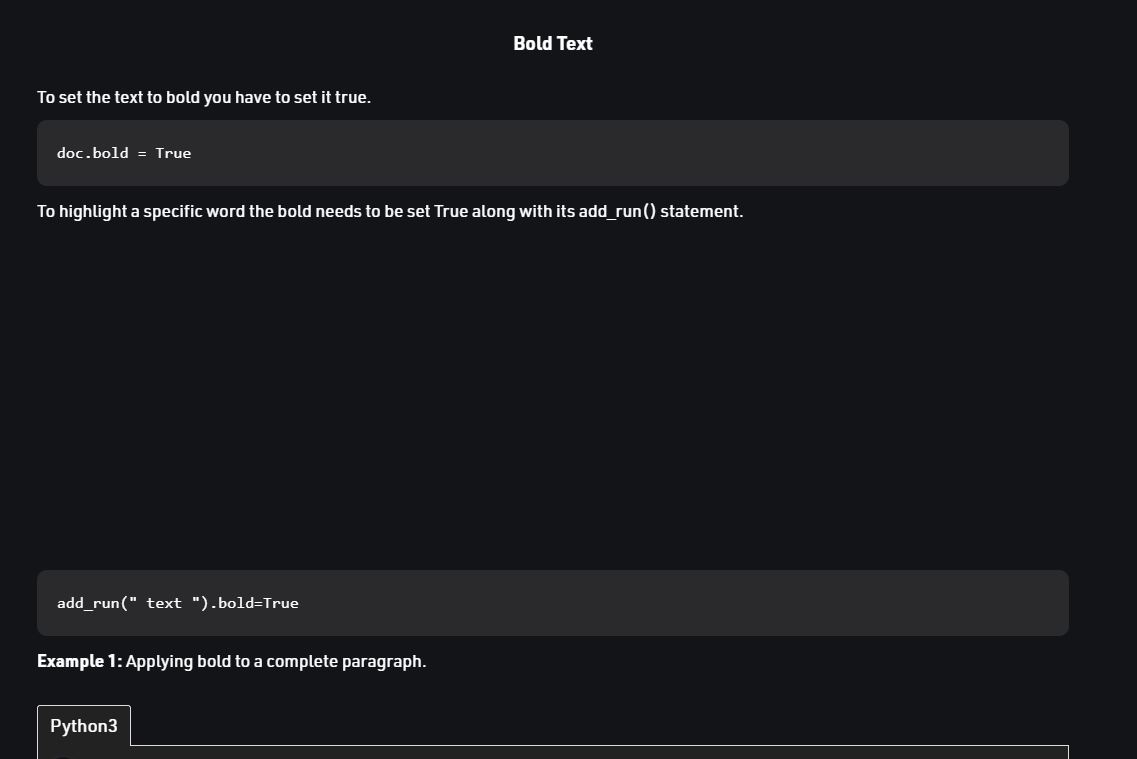 Bold Text
To set the text to bold you have to set it true.
doc.bold = True
To highlight a specific word the bold needs to be set True along with its add_run() statement.
add_run(" text ").bold=True
Example 1: Applying bold to a complete paragraph.
Python3